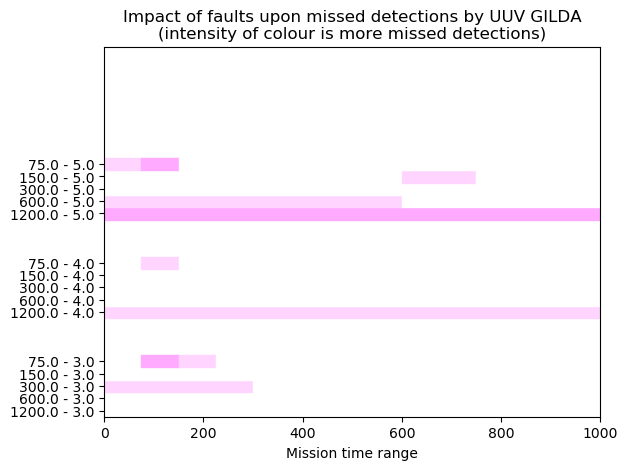 Impact of faults upon missed detections by UUV GILDA
(intensity of colour is more missed detections)
75.0 - 5.0
150.0 - 5.0
300.0 - 5.0
600.0 - 5.0
1200.0 - 5.0
75.0 - 4.0
150.0 - 4.0
300.0 - 4.0
600.0 - 4.0
1200.0 - 4.0
75.0 - 3.0
150.0 - 3.0
300.0 - 3.0
600.0 - 3.0
1200.0 - 3.0
0 200 400 600 800 1000
Mission time range